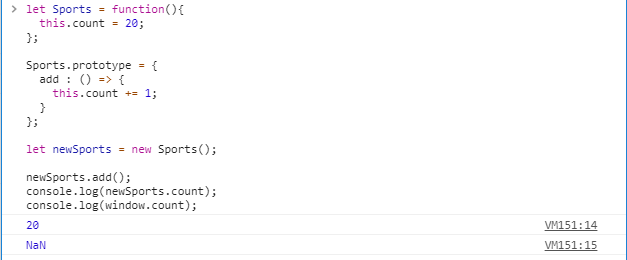 > let Sports = function(){
this.count = 20;
};
Sports.prototype = {
add : () => {
this.count += 1;
}
};
let newSports = new Sports();
newSports.add();
console.log(newSports.count);
console.log(window.count);
20 VM151:14
NaN VM151:15